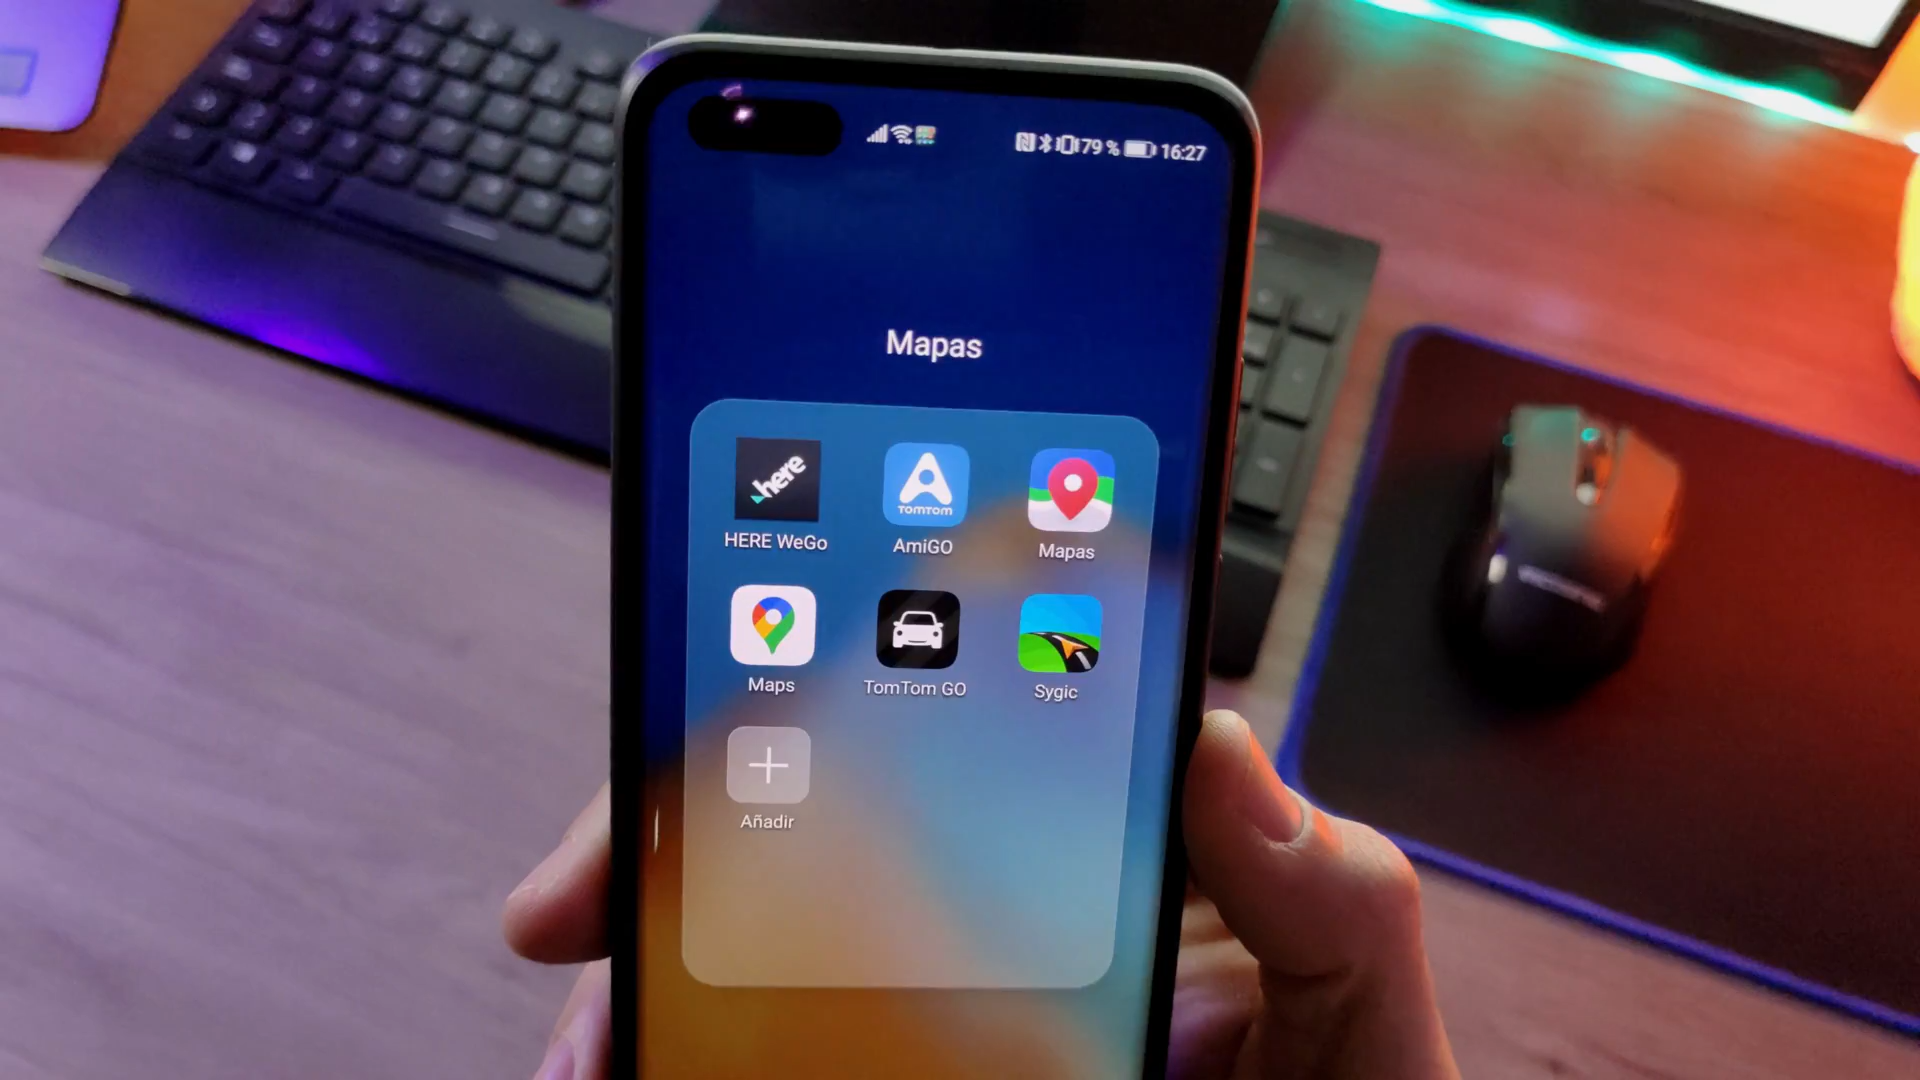 79 % 16:27
Mapas
here
TOMTOM
HERE WeGo
AmiGO
Mapas
Maps
TomTom GO
Sygic
Añadir